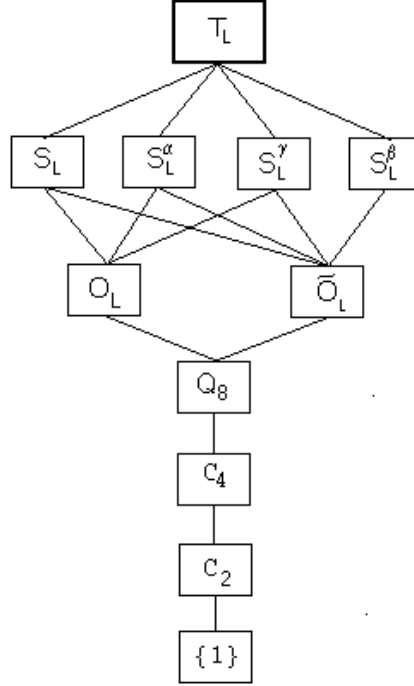 T_L
S_L S_L^α S_L^γ S_L^β
O_L Õ_L
Q_8
C_4
C_2
{1}